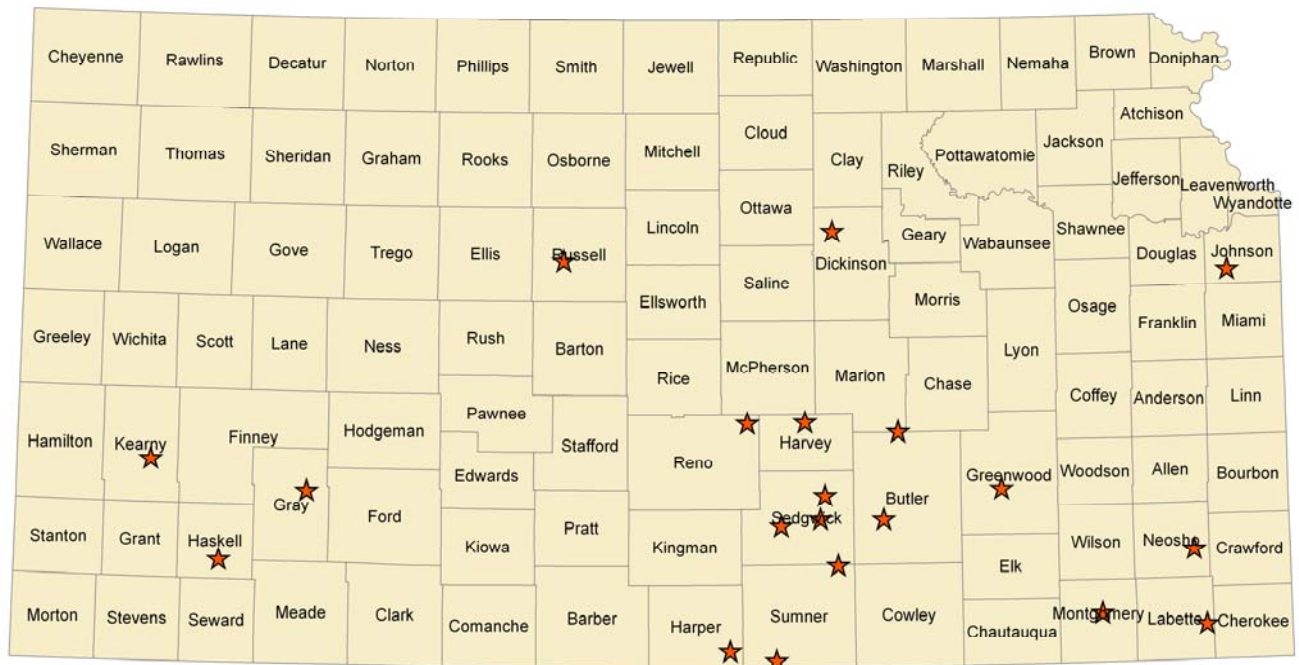 Cheyenne
Rawlins
Decatur
Norton
Phillips
Smith
Jewell
Republic
Washington
Marshall
Nemaha
Brown
Doniphan
Atchison
Sherman
Thomas
Sheridan
Graham
Rooks
Osborne
Mitchell
Cloud
Clay
Riley
Pottawatomie
Jackson
Jefferson
Leavenworth
Wyandotte
Wallace
Logan
Gove
Trego
Ellis
Russell
Lincoln
Ottawa
Dickinson
Geary
Wabaunsee
Shawnee
Douglas
Johnson
Ellsworth
Saline
Morris
Osage
Franklin
Miami
Greeley
Wichita
Scott
Lane
Ness
Rush
Barton
Rice
McPherson
Marion
Chase
Lyon
Coffey
Anderson
Linn
Hamilton
Kearny
Finney
Hodgeman
Pawnee
Stafford
Reno
Harvey
Edwards
Gray
Ford
Sedgwick
Butler
Greenwood
Woodson
Allen
Bourbon
Stanton
Grant
Haskell
Kiowa
Pratt
Kingman
Elk
Wilson
Neosho
Crawford
Morton
Stevens
Seward
Meade
Clark
Comanche
Barber
Harper
Sumner
Cowley
Chautauqua
Montgomery
Labette
Cherokee